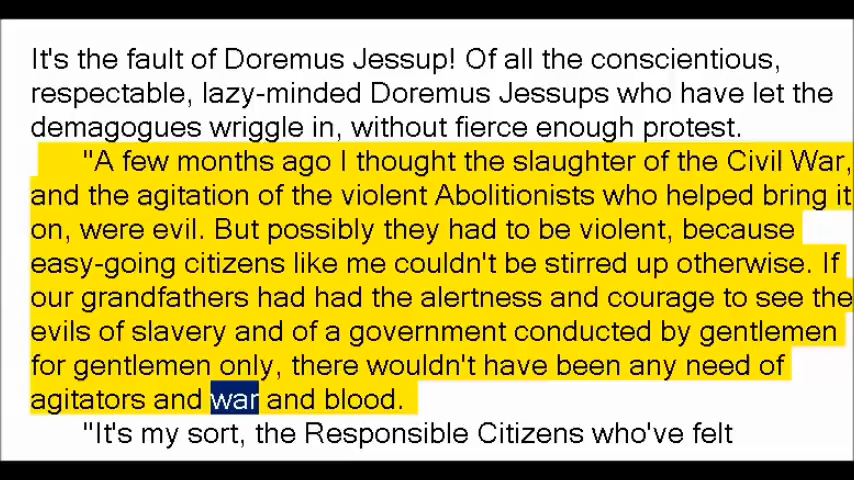 It's the fault of Doremus Jessup! Of all the conscientious,
respectable, lazy-minded Doremus Jessups who have let the
demagogues wriggle in, without fierce enough protest.
"A few months ago I thought the slaughter of the Civil War,
and the agitation of the violent Abolitionists who helped bring it
on, were evil. But possibly they had to be violent, because
easy-going citizens like me couldn't be stirred up otherwise. If
our grandfathers had had the alertness and courage to see the
evils of slavery and of a government conducted by gentlemen
for gentlemen only, there wouldn't have been any need of
agitators and war and blood.
"It's my sort, the Responsible Citizens who've felt